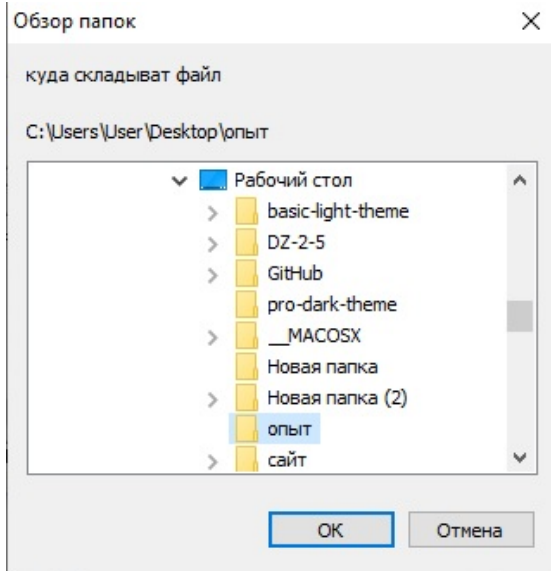 Обзор папок
куда складыват файл
C:\Users\User\Desktop\опыт
Рабочий стол
basic-light-theme
DZ-2-5
GitHub
pro-dark-theme
__MACOSX
Новая папка
Новая папка (2)
опыт
сайт
ОК
Отмена